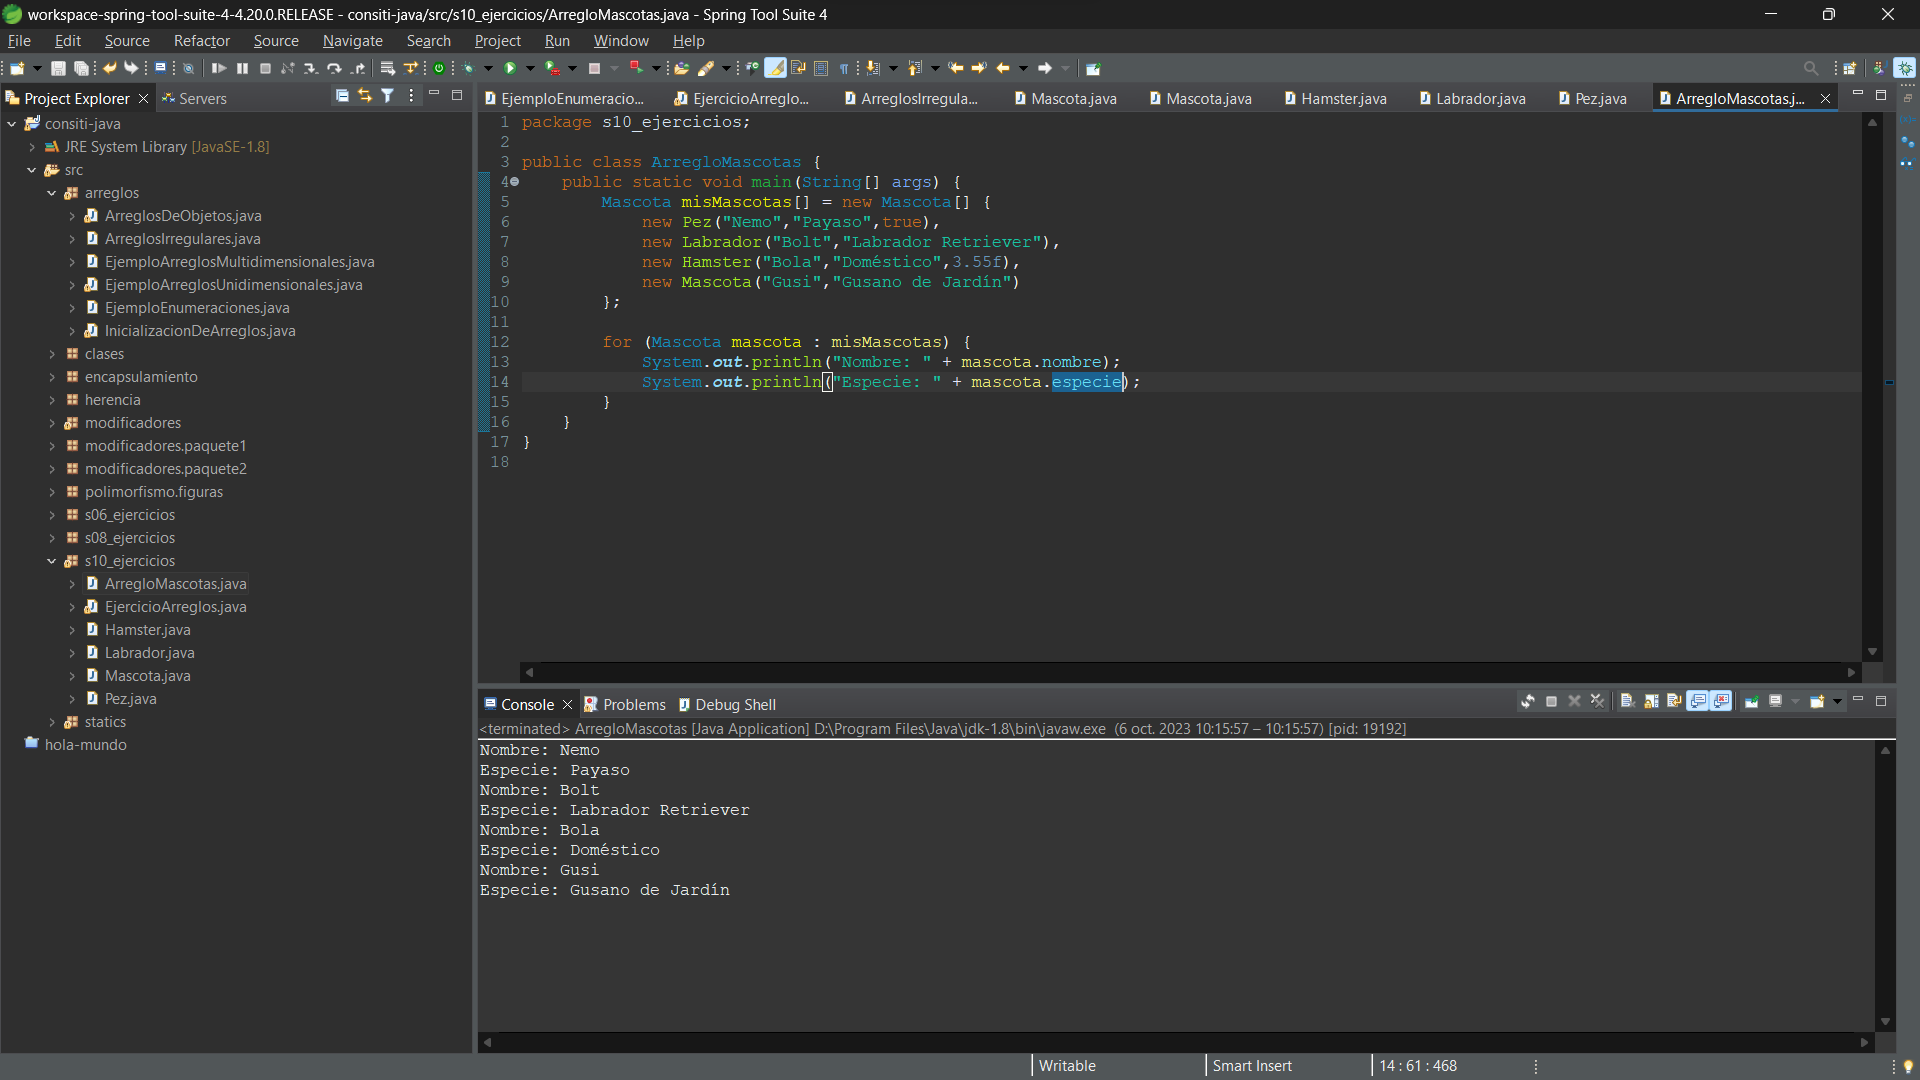 workspace-spring-tool-suite-4-4.20.0.RELEASE - consiti-java/src/s10_ejercicios/ArregloMascotas.java - Spring Tool Suite 4
File Edit Source Refactor Source Navigate Search Project Run Window Help
Project Explorer Servers
EjemploEnumeracio... EjercicioArreglo... ArreglosIrregula... Mascota.java Mascota.java Hamster.java Labrador.java Pez.java ArregloMascotas.j...
consiti-java
JRE System Library [JavaSE-1.8]
src
arreglos
ArreglosDeObjetos.java
ArreglosIrregulares.java
EjemploArreglosMultidimensionales.java
EjemploArreglosUnidimensionales.java
EjemploEnumeraciones.java
InicializacionDeArreglos.java
clases
encapsulamiento
herencia
modificadores
modificadores.paquete1
modificadores.paquete2
polimorfismo.figuras
s06_ejercicios
s08_ejercicios
s10_ejercicios
ArregloMascotas.java
EjercicioArreglos.java
Hamster.java
Labrador.java
Mascota.java
Pez.java
statics
hola-mundo
1 package s10_ejercicios;
2
3 public class ArregloMascotas {
4 public static void main(String[] args) {
5 Mascota misMascotas[] = new Mascota[] {
6 new Pez("Nemo","Payaso",true),
7 new Labrador("Bolt","Labrador Retriever"),
8 new Hamster("Bola","Doméstico",3.55f),
9 new Mascota("Gusi","Gusano de Jardín")
10 };
11
12 for (Mascota mascota : misMascotas) {
13 System.out.println("Nombre: " + mascota.nombre);
14 System.out.println("Especie: " + mascota.especie);
15 }
16 }
17 }
18
Console Problems Debug Shell
<terminated> ArregloMascotas [Java Application] D:\Program Files\Java\jdk-1.8\bin\javaw.exe (6 oct. 2023 10:15:57 – 10:15:57) [pid: 19192]
Nombre: Nemo
Especie: Payaso
Nombre: Bolt
Especie: Labrador Retriever
Nombre: Bola
Especie: Doméstico
Nombre: Gusi
Especie: Gusano de Jardín
Writable Smart Insert 14 : 61 : 468